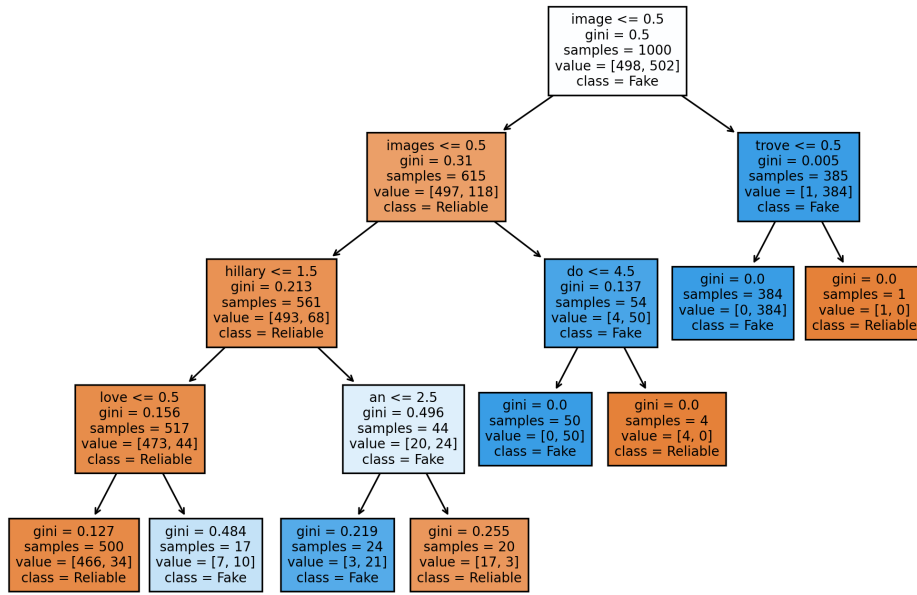 image <= 0.5
gini = 0.5
samples = 1000
value = [498, 502]
class = Fake
images <= 0.5
gini = 0.31
samples = 615
value = [497, 118]
class = Reliable
trove <= 0.5
gini = 0.005
samples = 385
value = [1, 384]
class = Fake
hillary <= 1.5
gini = 0.213
samples = 561
value = [493, 68]
class = Reliable
do <= 4.5
gini = 0.137
samples = 54
value = [4, 50]
class = Fake
gini = 0.0
samples = 384
value = [0, 384]
class = Fake
gini = 0.0
samples = 1
value = [1, 0]
class = Reliable
love <= 0.5
gini = 0.156
samples = 517
value = [473, 44]
class = Reliable
an <= 2.5
gini = 0.496
samples = 44
value = [20, 24]
class = Fake
gini = 0.0
samples = 50
value = [0, 50]
class = Fake
gini = 0.0
samples = 4
value = [4, 0]
class = Reliable
gini = 0.127
samples = 500
value = [466, 34]
class = Reliable
gini = 0.484
samples = 17
value = [7, 10]
class = Fake
gini = 0.219
samples = 24
value = [3, 21]
class = Fake
gini = 0.255
samples = 20
value = [17, 3]
class = Reliable